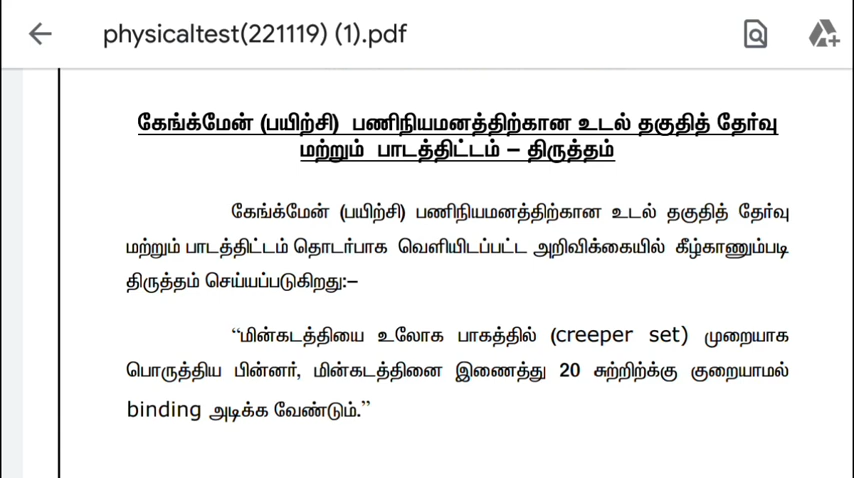 physicaltest(221119) (1).pdf
கேங்க்மேன் (பயிற்சி) பணிநியமனத்திற்கான உடல் தகுதித் தேர்வு
மற்றும் பாடத்திட்டம் – திருத்தம்
கேங்க்மேன் (பயிற்சி) பணிநியமனத்திற்கான உடல் தகுதித் தேர்வு
மற்றும் பாடத்திட்டம் தொடர்பாக வெளியிடப்பட்ட அறிவிக்கையில் கீழ்காணும்படி
திருத்தம் செய்யப்படுகிறது:–
“மின்கடத்தியை உலோக பாகத்தில் (creeper set) முறையாக
பொருத்திய பின்னர், மின்கடத்தினை இணைத்து 20 சுற்றிற்க்கு குறையாமல்
binding அடிக்க வேண்டும்.”